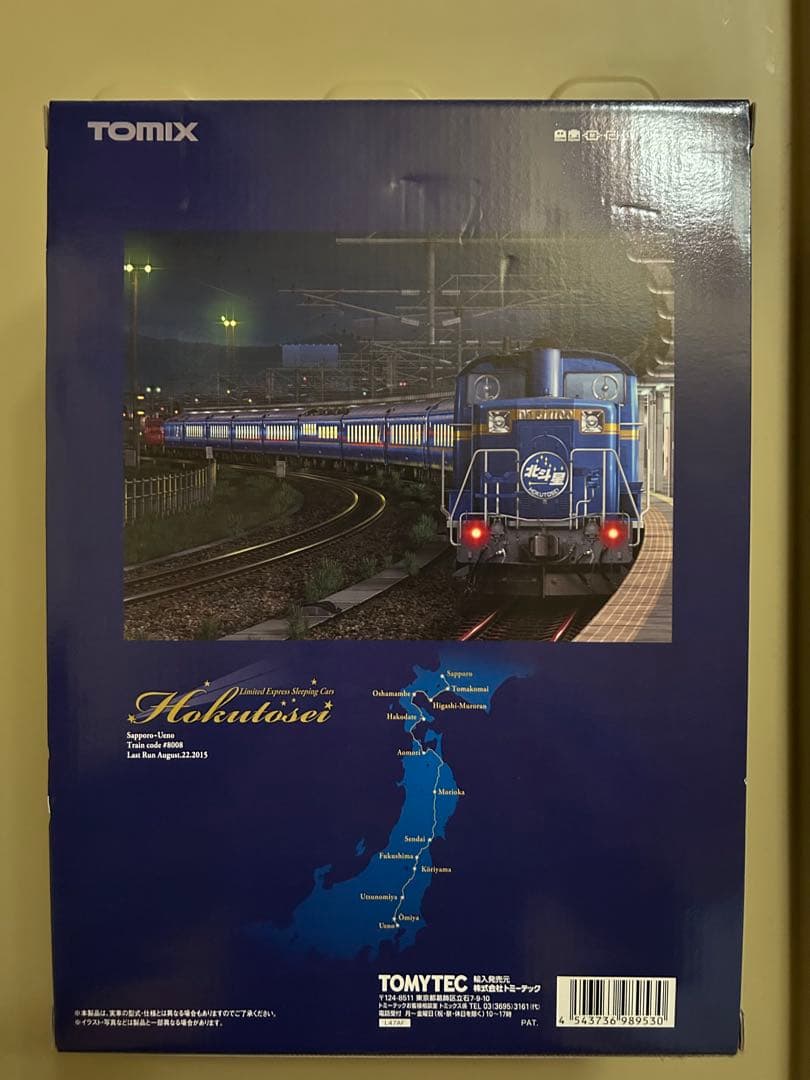 TOMIX
北斗星
HOKUTOSEI
Limited Express Sleeping Cars
Hokutosei
Sapporo-Ueno
Train code #8008
Last Run August.22.2015
Sapporo
Tomakomai
Oshamambe
Higashi-Muroran
Hakodate
Aomori
Morioka
Sendai
Fukushima
Kōriyama
Utsunomiya
Ōmiya
Ueno
TOMYTEC 輸入発売元 株式会社トミーテック
〒124-8511 東京都葛飾区立石7-9-10
トミーテックお客様相談室 トミックス係 TEL 03(3695)3161(代)
電話受付 月～金曜日(祝・祭・休日を除く)10～17時
L47AF
PAT.
4 543736 989530
※本製品は、実車の型式・仕様とは異なる場合もありますのでご了承ください。
※イラスト・写真などは製品と一部異なる場合があります。